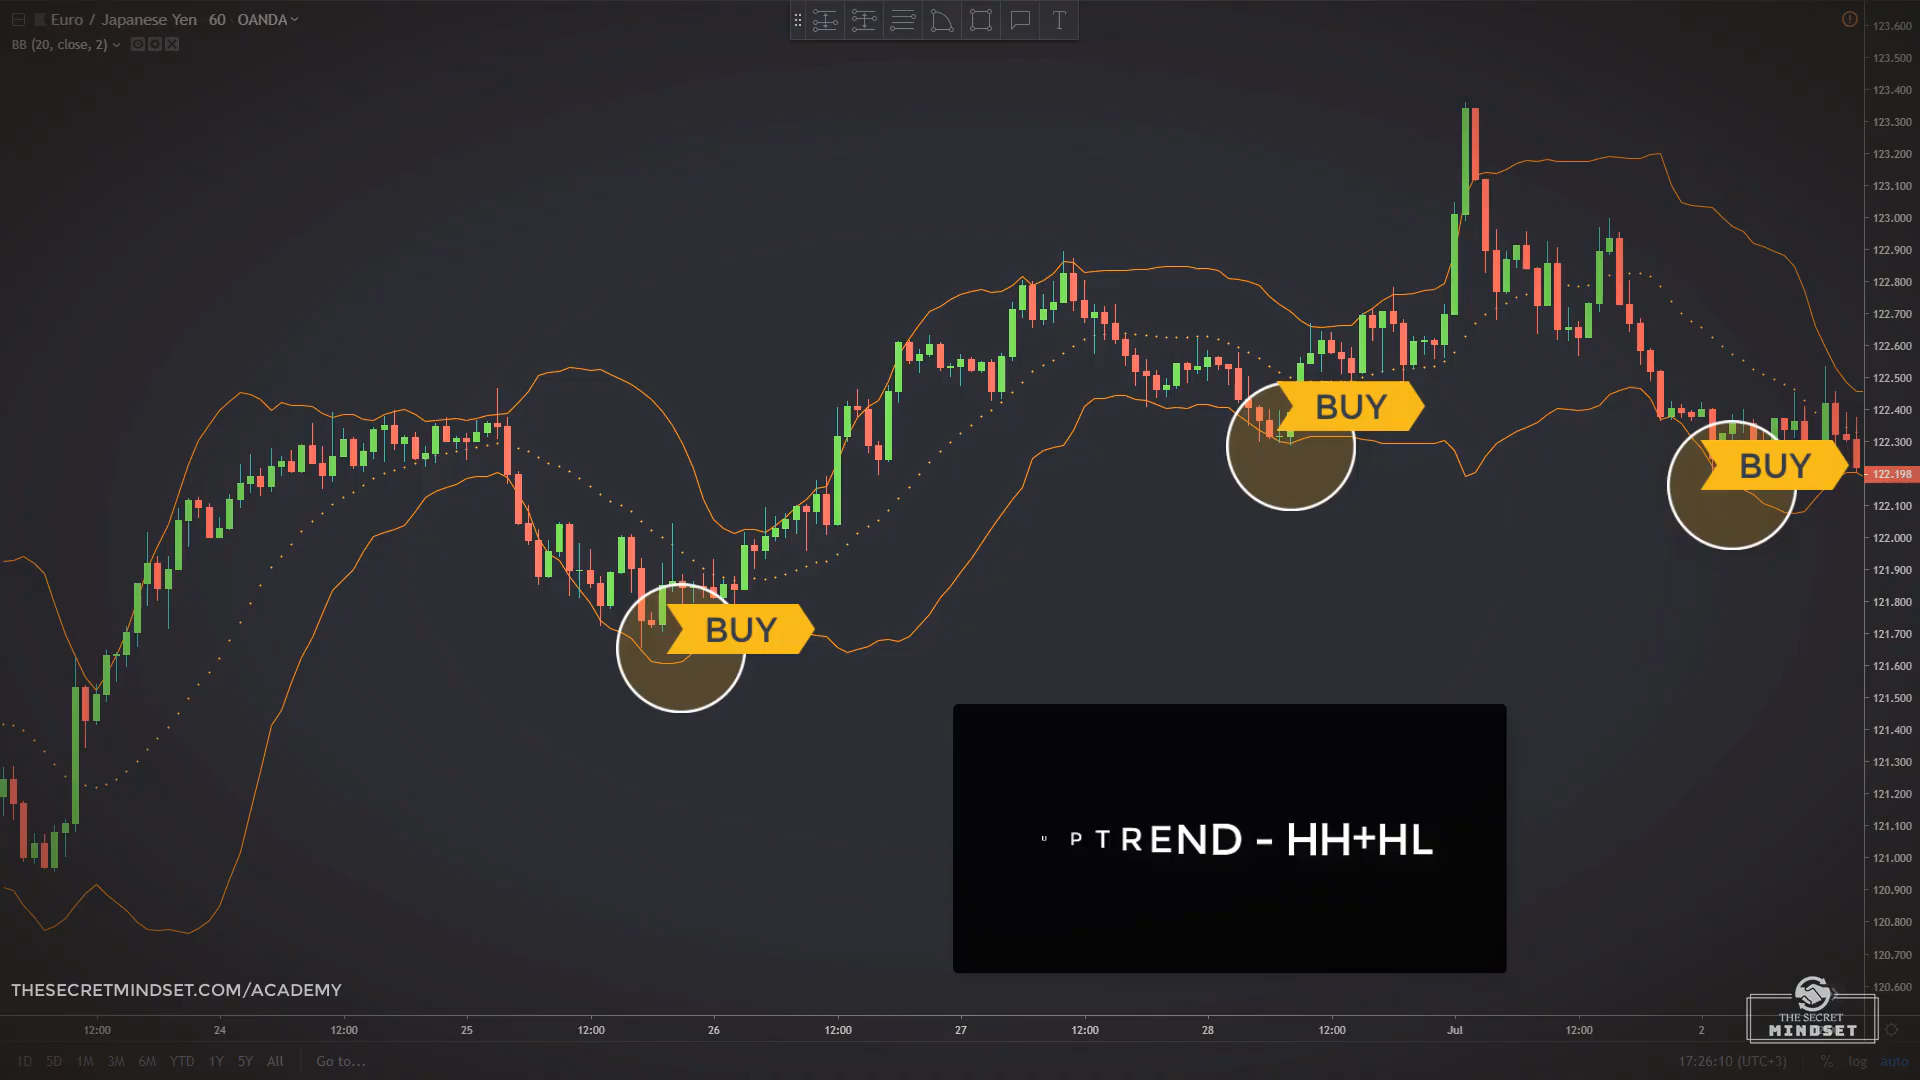 Euro / Japanese Yen 60 OANDA
BB (20, close, 2)
T
123.600
123.500
123.400
123.300
123.200
123.100
123.000
122.900
122.800
122.700
122.600
122.500
122.400
122.300
122.198
122.100
122.000
121.900
121.800
121.700
121.600
121.500
121.400
121.300
121.200
121.100
121.000
120.900
120.800
120.700
120.600
BUY
BUY
BUY
UPTREND - HH+HL
THESECRETMINDSET.COM/ACADEMY
THE SECRET
MINDSET
12:00 24 12:00 25 12:00 26 12:00 27 12:00 28 12:00 Jul 12:00 2
1D 5D 1M 3M 6M YTD 1Y 5Y All Go to...
17:26:10 (UTC+3) % log auto